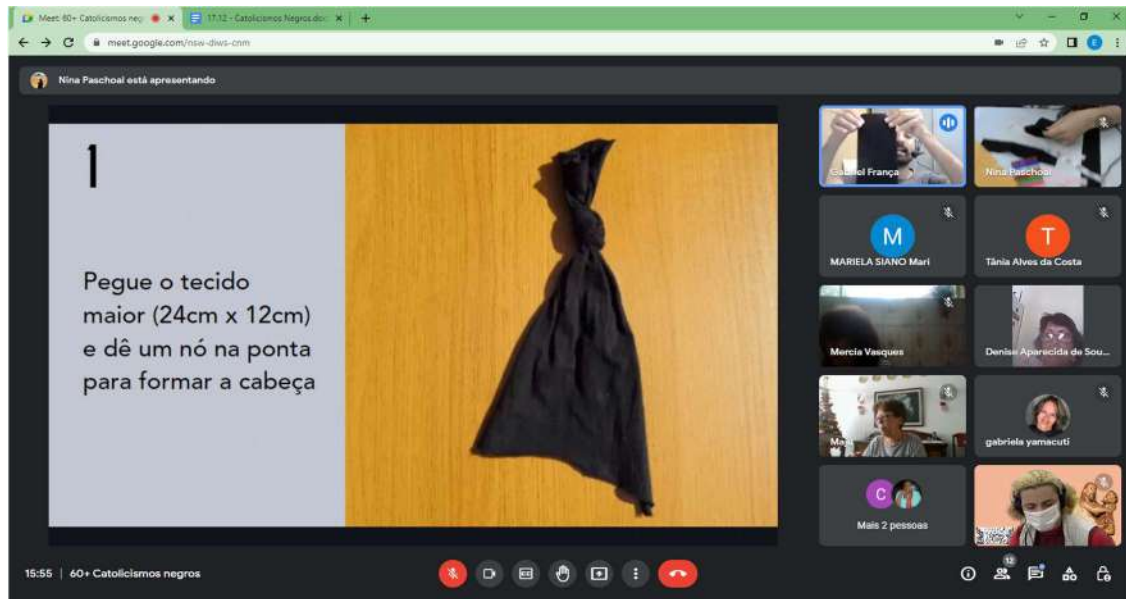 Meet: 60+ Catolicismos neg
17.12 - Catolicismos Negros.doc
meet.google.com/nsw-diws-cnm
E
Nina Paschoal está apresentando
1
Pegue o tecido
maior (24cm x 12cm)
e dê um nó na ponta
para formar a cabeça
Gabriel França
Nina Paschoal
M
MARIELA SIANO Mari
T
Tânia Alves da Costa
Mercia Vasques
Denise Aparecida de Sou...
gabriela yamacuti
C
Mais 2 pessoas
15:55 | 60+ Catolicismos negros
12